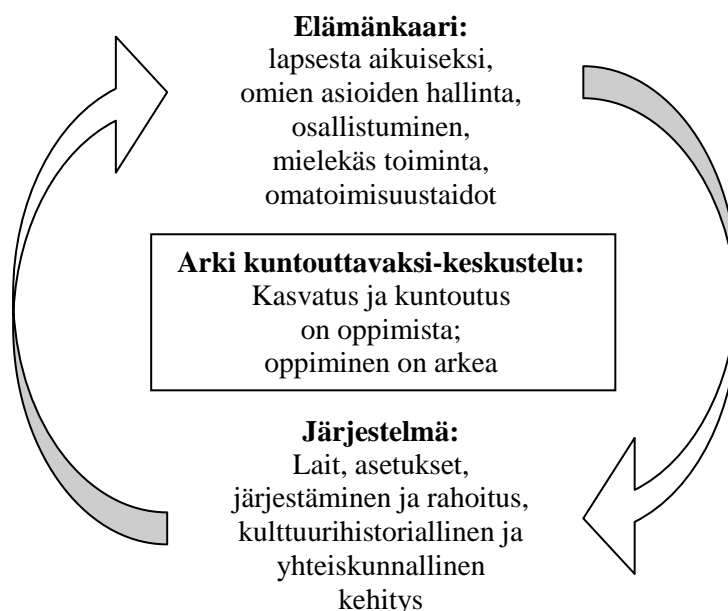 Elämänkaari:
lapsesta aikuiseksi,
omien asioiden hallinta,
osallistuminen,
mielekäs toiminta,
omatoimisuustaidot
Arki kuntouttavaksi-keskustelu:
Kasvatus ja kuntoutus
on oppimista;
oppiminen on arkea
Järjestelmä:
Lait, asetukset,
järjestäminen ja rahoitus,
kulttuurihistoriallinen ja
yhteiskunnallinen
kehitys